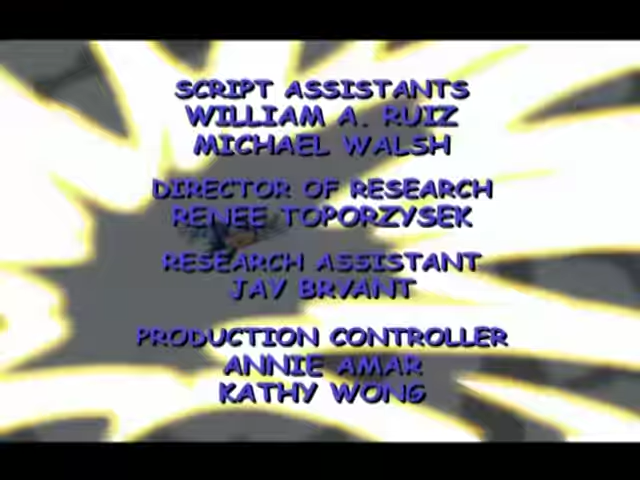 SCRIPT ASSISTANTS
WILLIAM A. RUIZ
MICHAEL WALSH
DIRECTOR OF RESEARCH
RENEE TOPORZYSEK
RESEARCH ASSISTANT
JAY BRYANT
PRODUCTION CONTROLLER
ANNIE AMAR
KATHY WONG